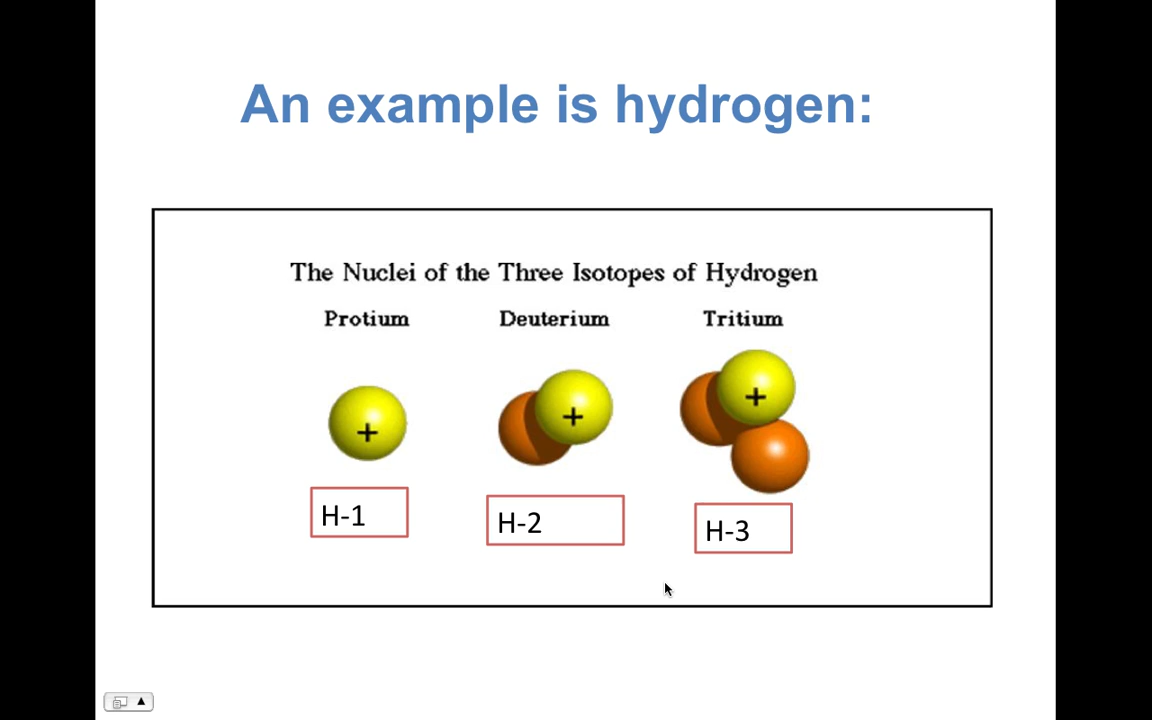 An example is hydrogen:
The Nuclei of the Three Isotopes of Hydrogen
Protium Deuterium Tritium
+ + +
H-1 H-2 H-3